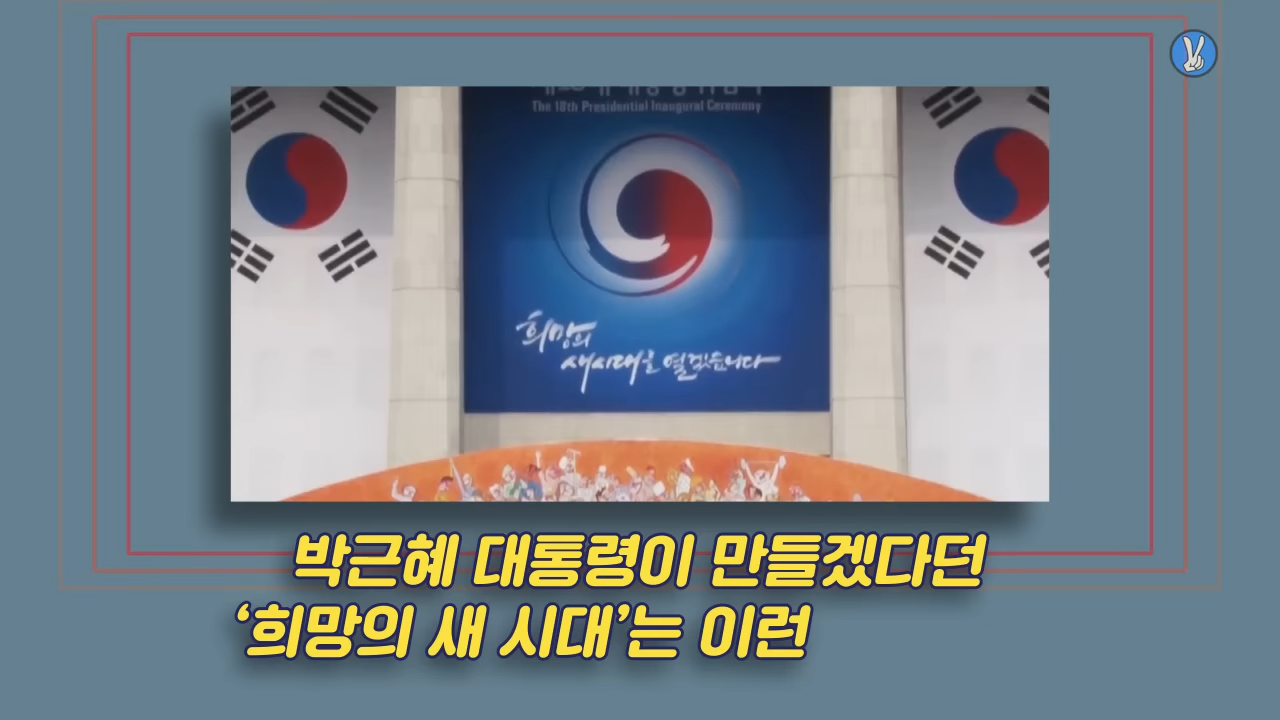 The 18th Presidential Inaugural Ceremony
희망의
새시대를 열겠습니다
박근혜 대통령이 만들겠다던
‘희망의 새 시대’는 이런